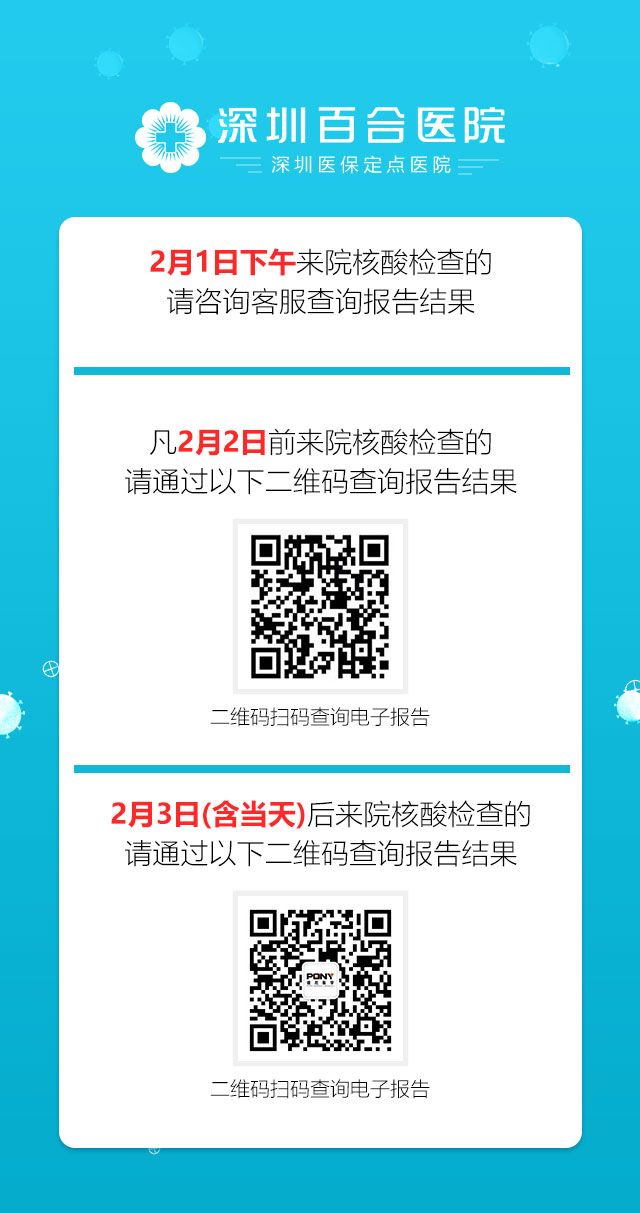 深圳百合医院
深圳医保定点医院
2月1日下午来院核酸检查的
请咨询客服查询报告结果
凡2月2日前来院核酸检查的
请通过以下二维码查询报告结果
二维码扫码查询电子报告
2月3日(含当天)后来院核酸检查的
请通过以下二维码查询报告结果
PONY
二维码扫码查询电子报告